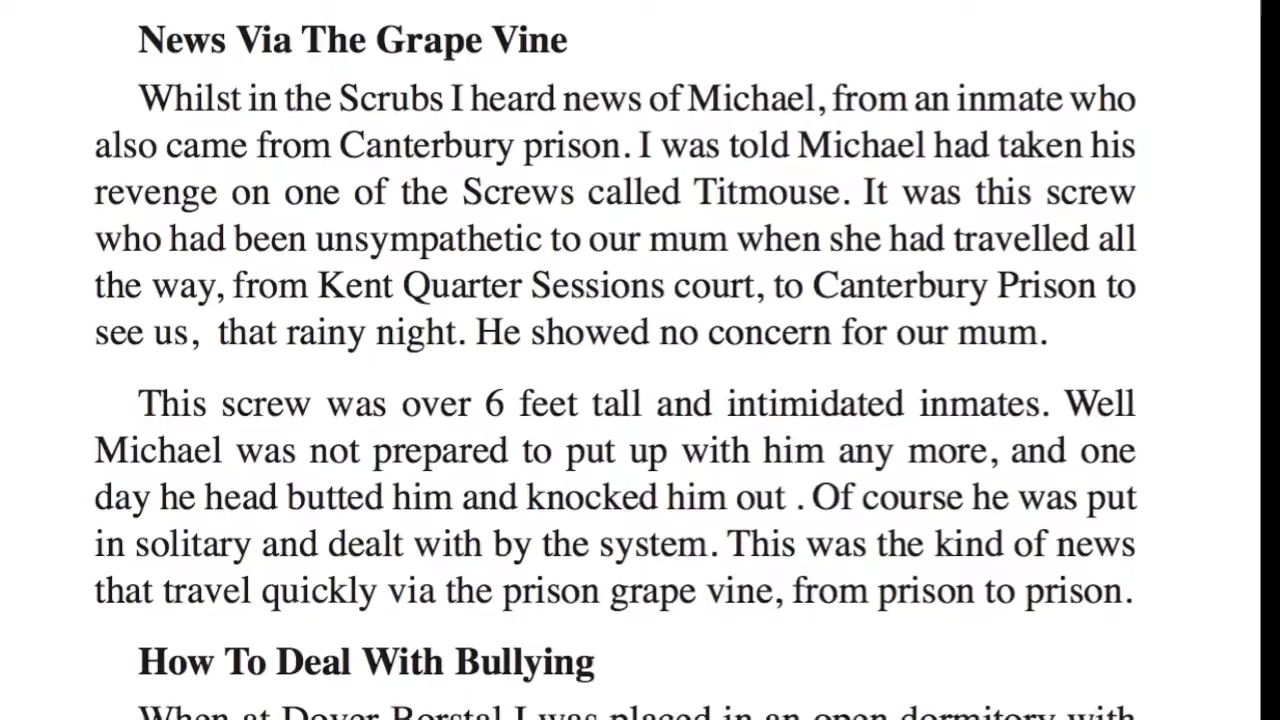 News Via The Grape Vine
Whilst in the Scrubs I heard news of Michael, from an inmate who
also came from Canterbury prison. I was told Michael had taken his
revenge on one of the Screws called Titmouse. It was this screw
who had been unsympathetic to our mum when she had travelled all
the way, from Kent Quarter Sessions court, to Canterbury Prison to
see us, that rainy night. He showed no concern for our mum.
This screw was over 6 feet tall and intimidated inmates. Well
Michael was not prepared to put up with him any more, and one
day he head butted him and knocked him out . Of course he was put
in solitary and dealt with by the system. This was the kind of news
that travel quickly via the prison grape vine, from prison to prison.
How To Deal With Bullying
When at Dover Borstal I was placed in an open dormitory with